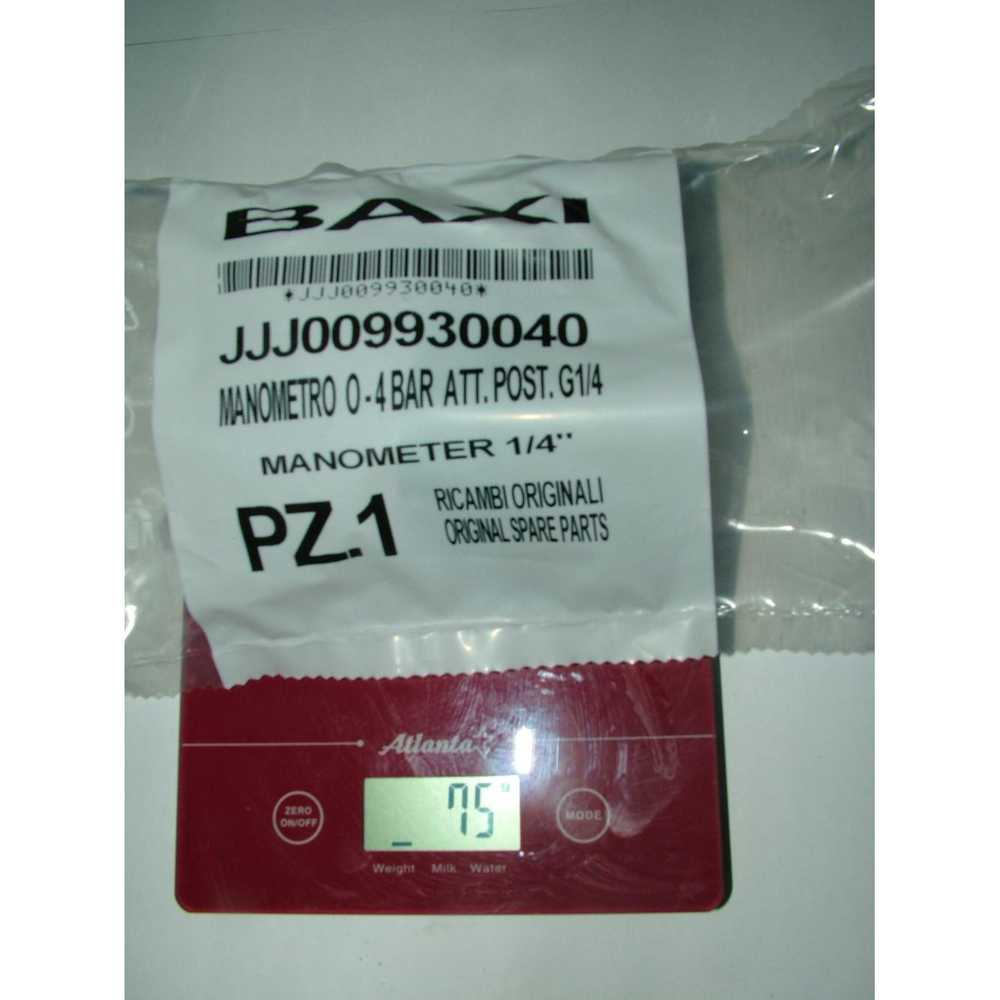 BAXI
*JJJ009930040*
JJJ009930040
MANOMETRO 0-4 BAR ATT. POST. G1/4
MANOMETER 1/4"
PZ.1
RICAMBI ORIGINALI
ORIGINAL SPARE PARTS
Atlanta
ZERO
ON/OFF
75 g
MODE
Weight Milk Water